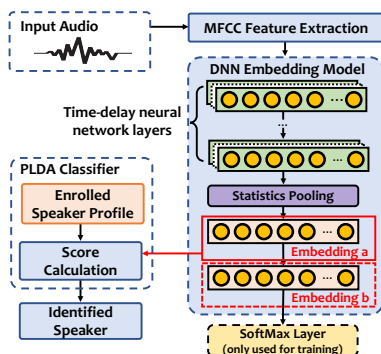 Input Audio
MFCC Feature Extraction
DNN Embedding Model
Time-delay neural
network layers
...
...
...
Statistics Pooling
PLDA Classifier
Enrolled
Speaker Profile
Score
Calculation
Identified
Speaker
...
Embedding a
...
Embedding b
SoftMax Layer
(only used for training)